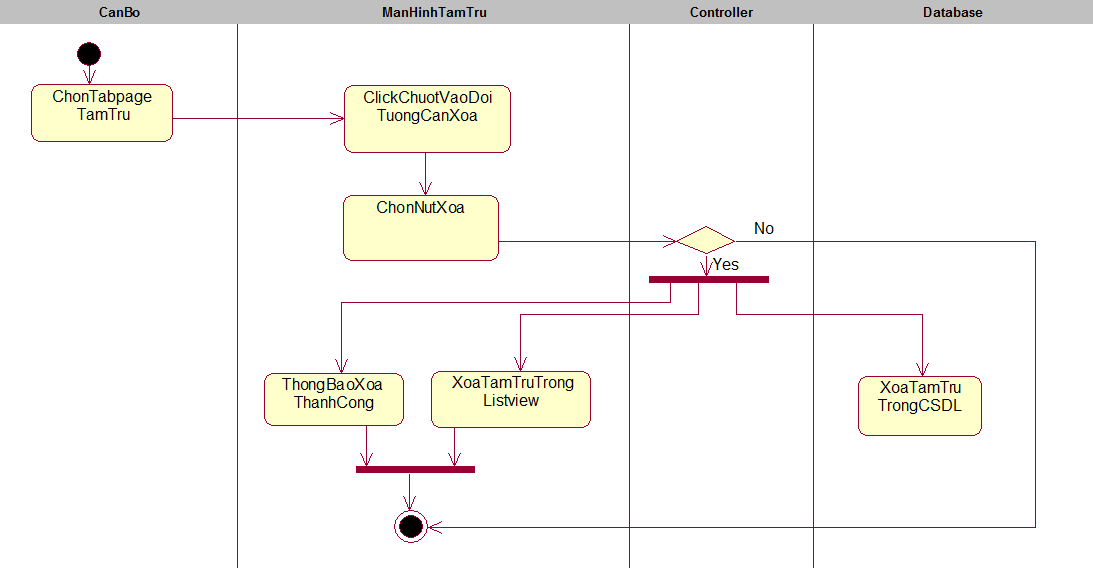 CanBo
ManHinhTamTru
Controller
Database
ChonTabpage
TamTru
ClickChuotVaoDoi
TuongCanXoa
ChonNutXoa
No
Yes
ThongBaoXoa
ThanhCong
XoaTamTruTrong
Listview
XoaTamTru
TrongCSDL